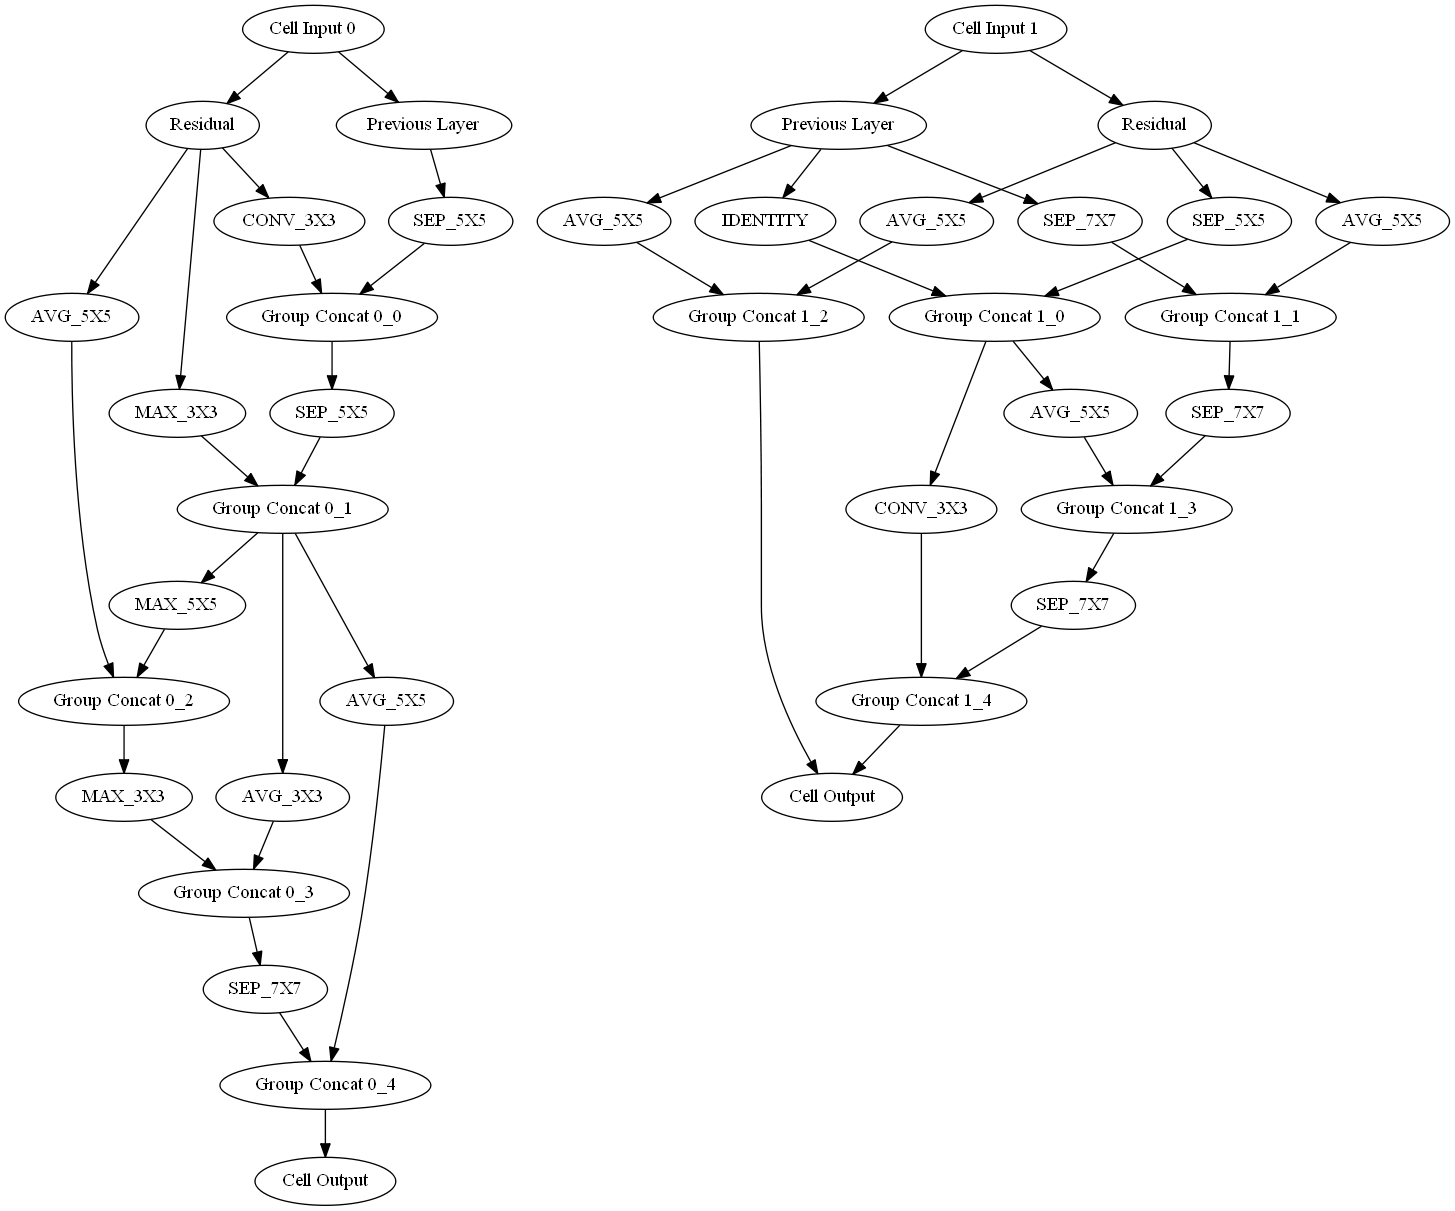 Cell Input 0
Residual
Previous Layer
CONV_3X3
SEP_5X5
AVG_5X5
Group Concat 0_0
MAX_3X3
SEP_5X5
Group Concat 0_1
MAX_5X5
Group Concat 0_2
AVG_5X5
MAX_3X3
AVG_3X3
Group Concat 0_3
SEP_7X7
Group Concat 0_4
Cell Output
Cell Input 1
Previous Layer
Residual
AVG_5X5
IDENTITY
AVG_5X5
SEP_7X7
SEP_5X5
AVG_5X5
Group Concat 1_2
Group Concat 1_0
Group Concat 1_1
AVG_5X5
SEP_7X7
CONV_3X3
Group Concat 1_3
SEP_7X7
Group Concat 1_4
Cell Output